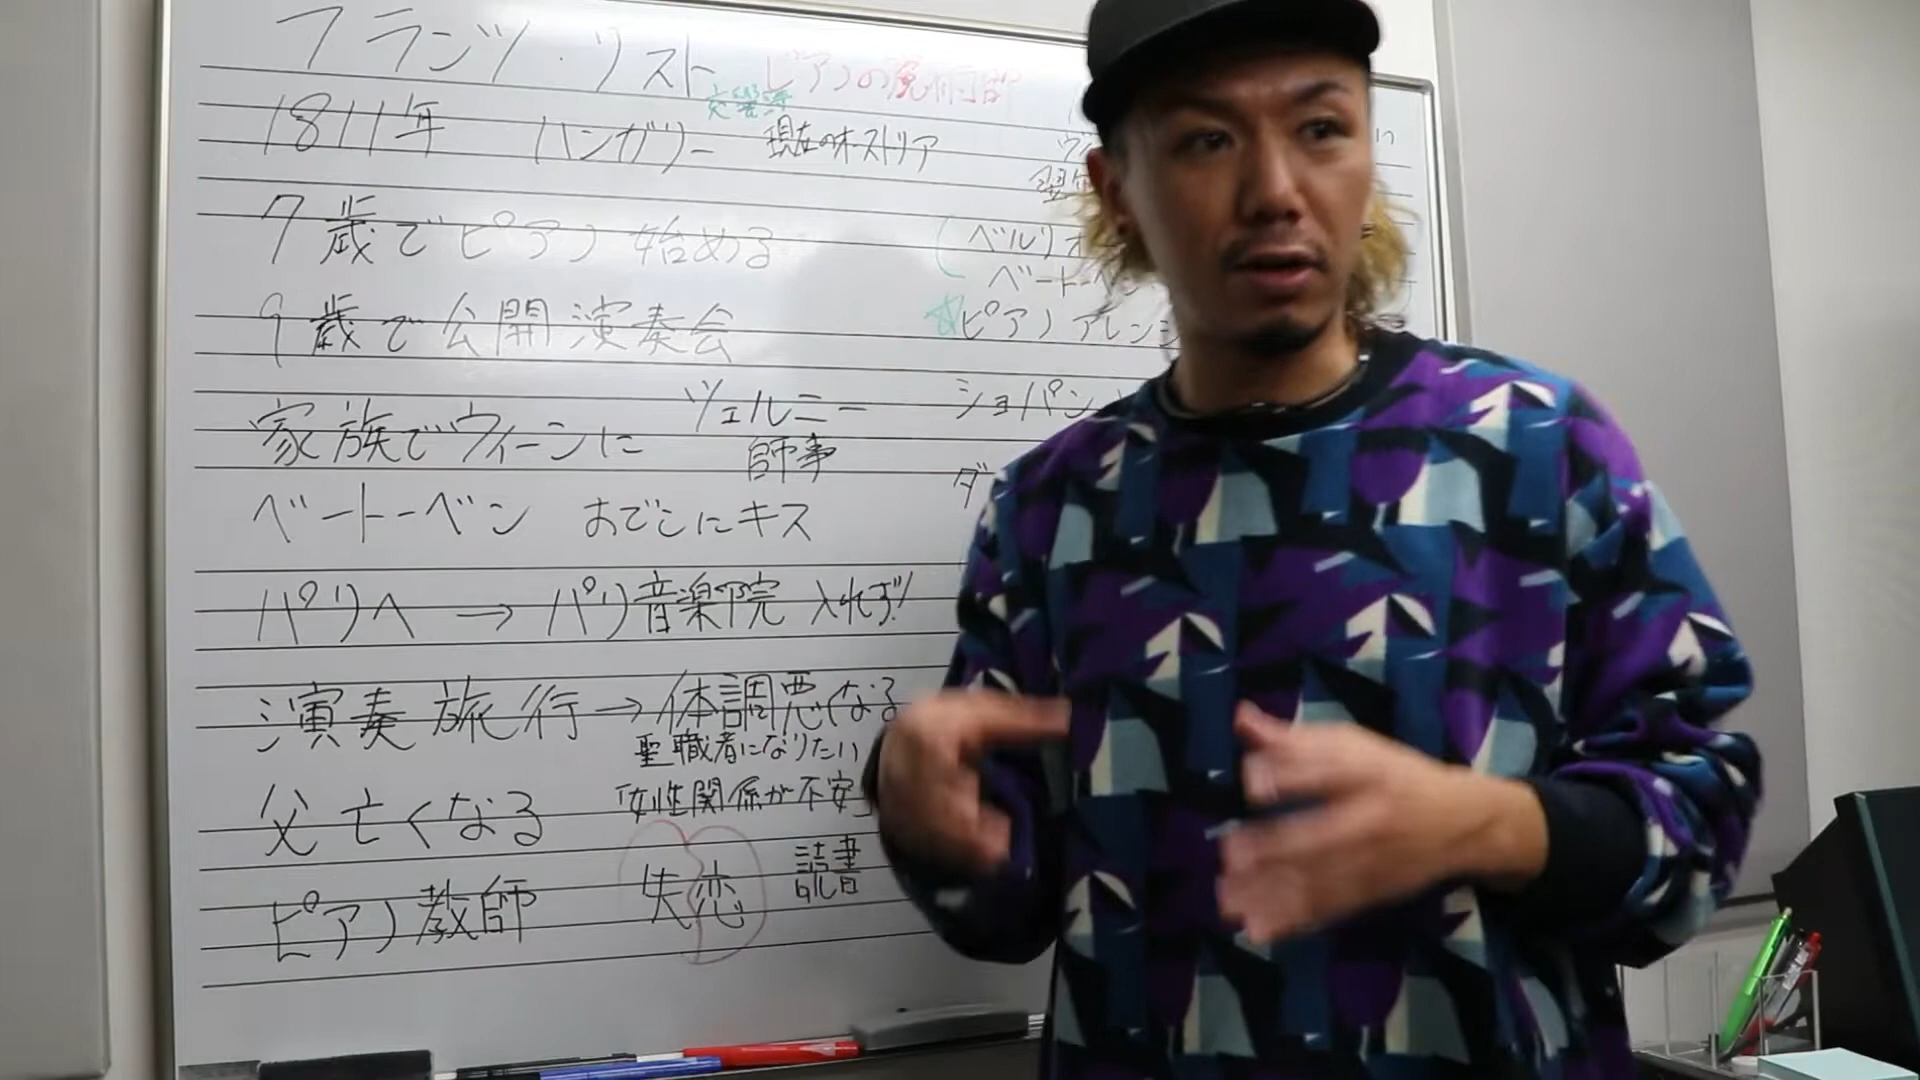 フランツ・リスト ピアノの魔術師
交響詩
1811年 ハンガリー 現在のオーストリア
7歳でピアノ始める
ベルリオ
9歳で公開演奏会
ベートーベン
☆ピアノアレンジ
家族でウィーンに ツェルニー
師事
ショパン
ベートーベン おでこにキス
パリへ → パリ音楽院 入れず!
演奏旅行→体調悪くなる
聖職者になりたい
父亡くなる 「女性関係が不安」
ピアノ教師 失恋 読書